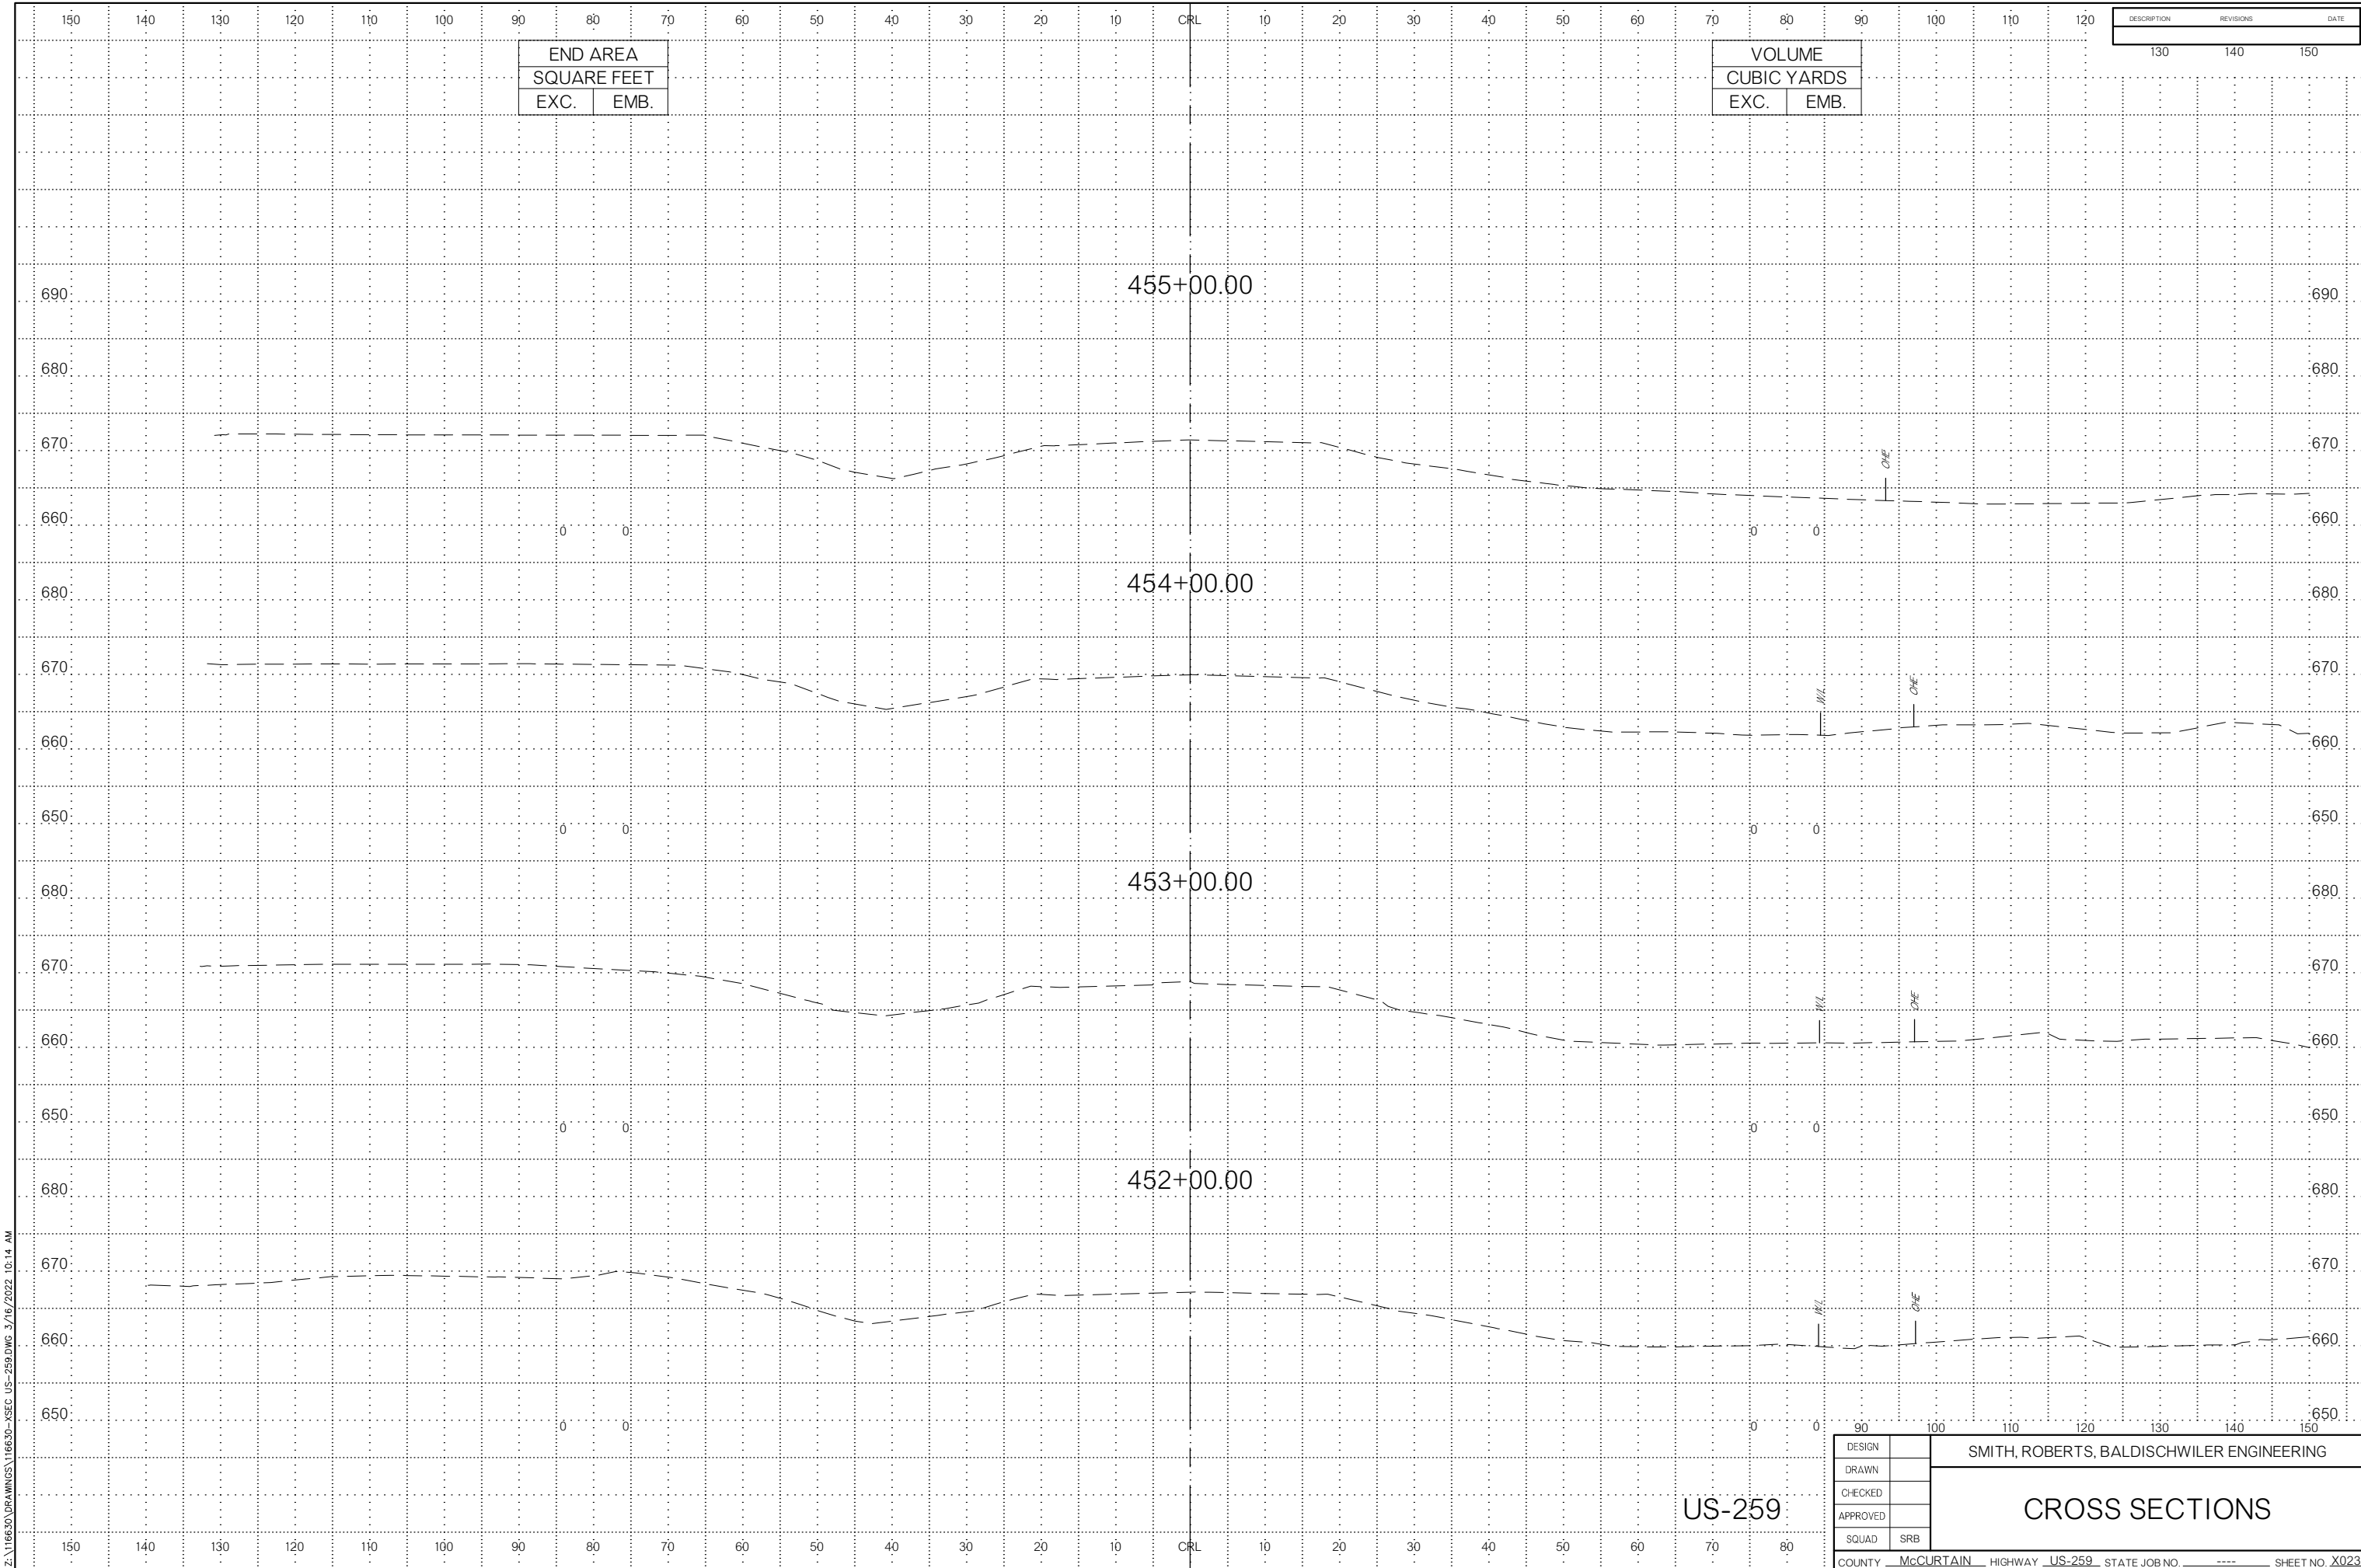 150 140 130 120 110 100 90 80 70 60 50 40 30 20 10 CRL 10 20 30 40 50 60 70 80 90 100 110 120
DESCRIPTION REVISIONS DATE
130 140 150
END AREA
SQUARE FEET
EXC. EMB.
VOLUME
CUBIC YARDS
EXC. EMB.
455+00.00
690 690
680 680
670 670
OHE
660 660
0 0 0 0
454+00.00
680 680
670 670
W/L OHE
660 660
650 650
0 0 0 0
453+00.00
680 680
670 670
W/L OHE
660 660
650 650
0 0 0 0
452+00.00
680 680
670 670
W/L OHE
660 660
650 650
0 0 0 0
90 100 110 120 130 140 150
US-259
DESIGN
DRAWN
CHECKED
APPROVED
SQUAD SRB
SMITH, ROBERTS, BALDISCHWILER ENGINEERING
CROSS SECTIONS
150 140 130 120 110 100 90 80 70 60 50 40 30 20 10 CRL 10 20 30 40 50 60 70 80
COUNTY McCURTAIN HIGHWAY US-259 STATE JOB NO. ---- SHEET NO. X023
Z:\116630\DRAWINGS\116630-XSEC US-259.DWG 3/16/2022 10:14 AM